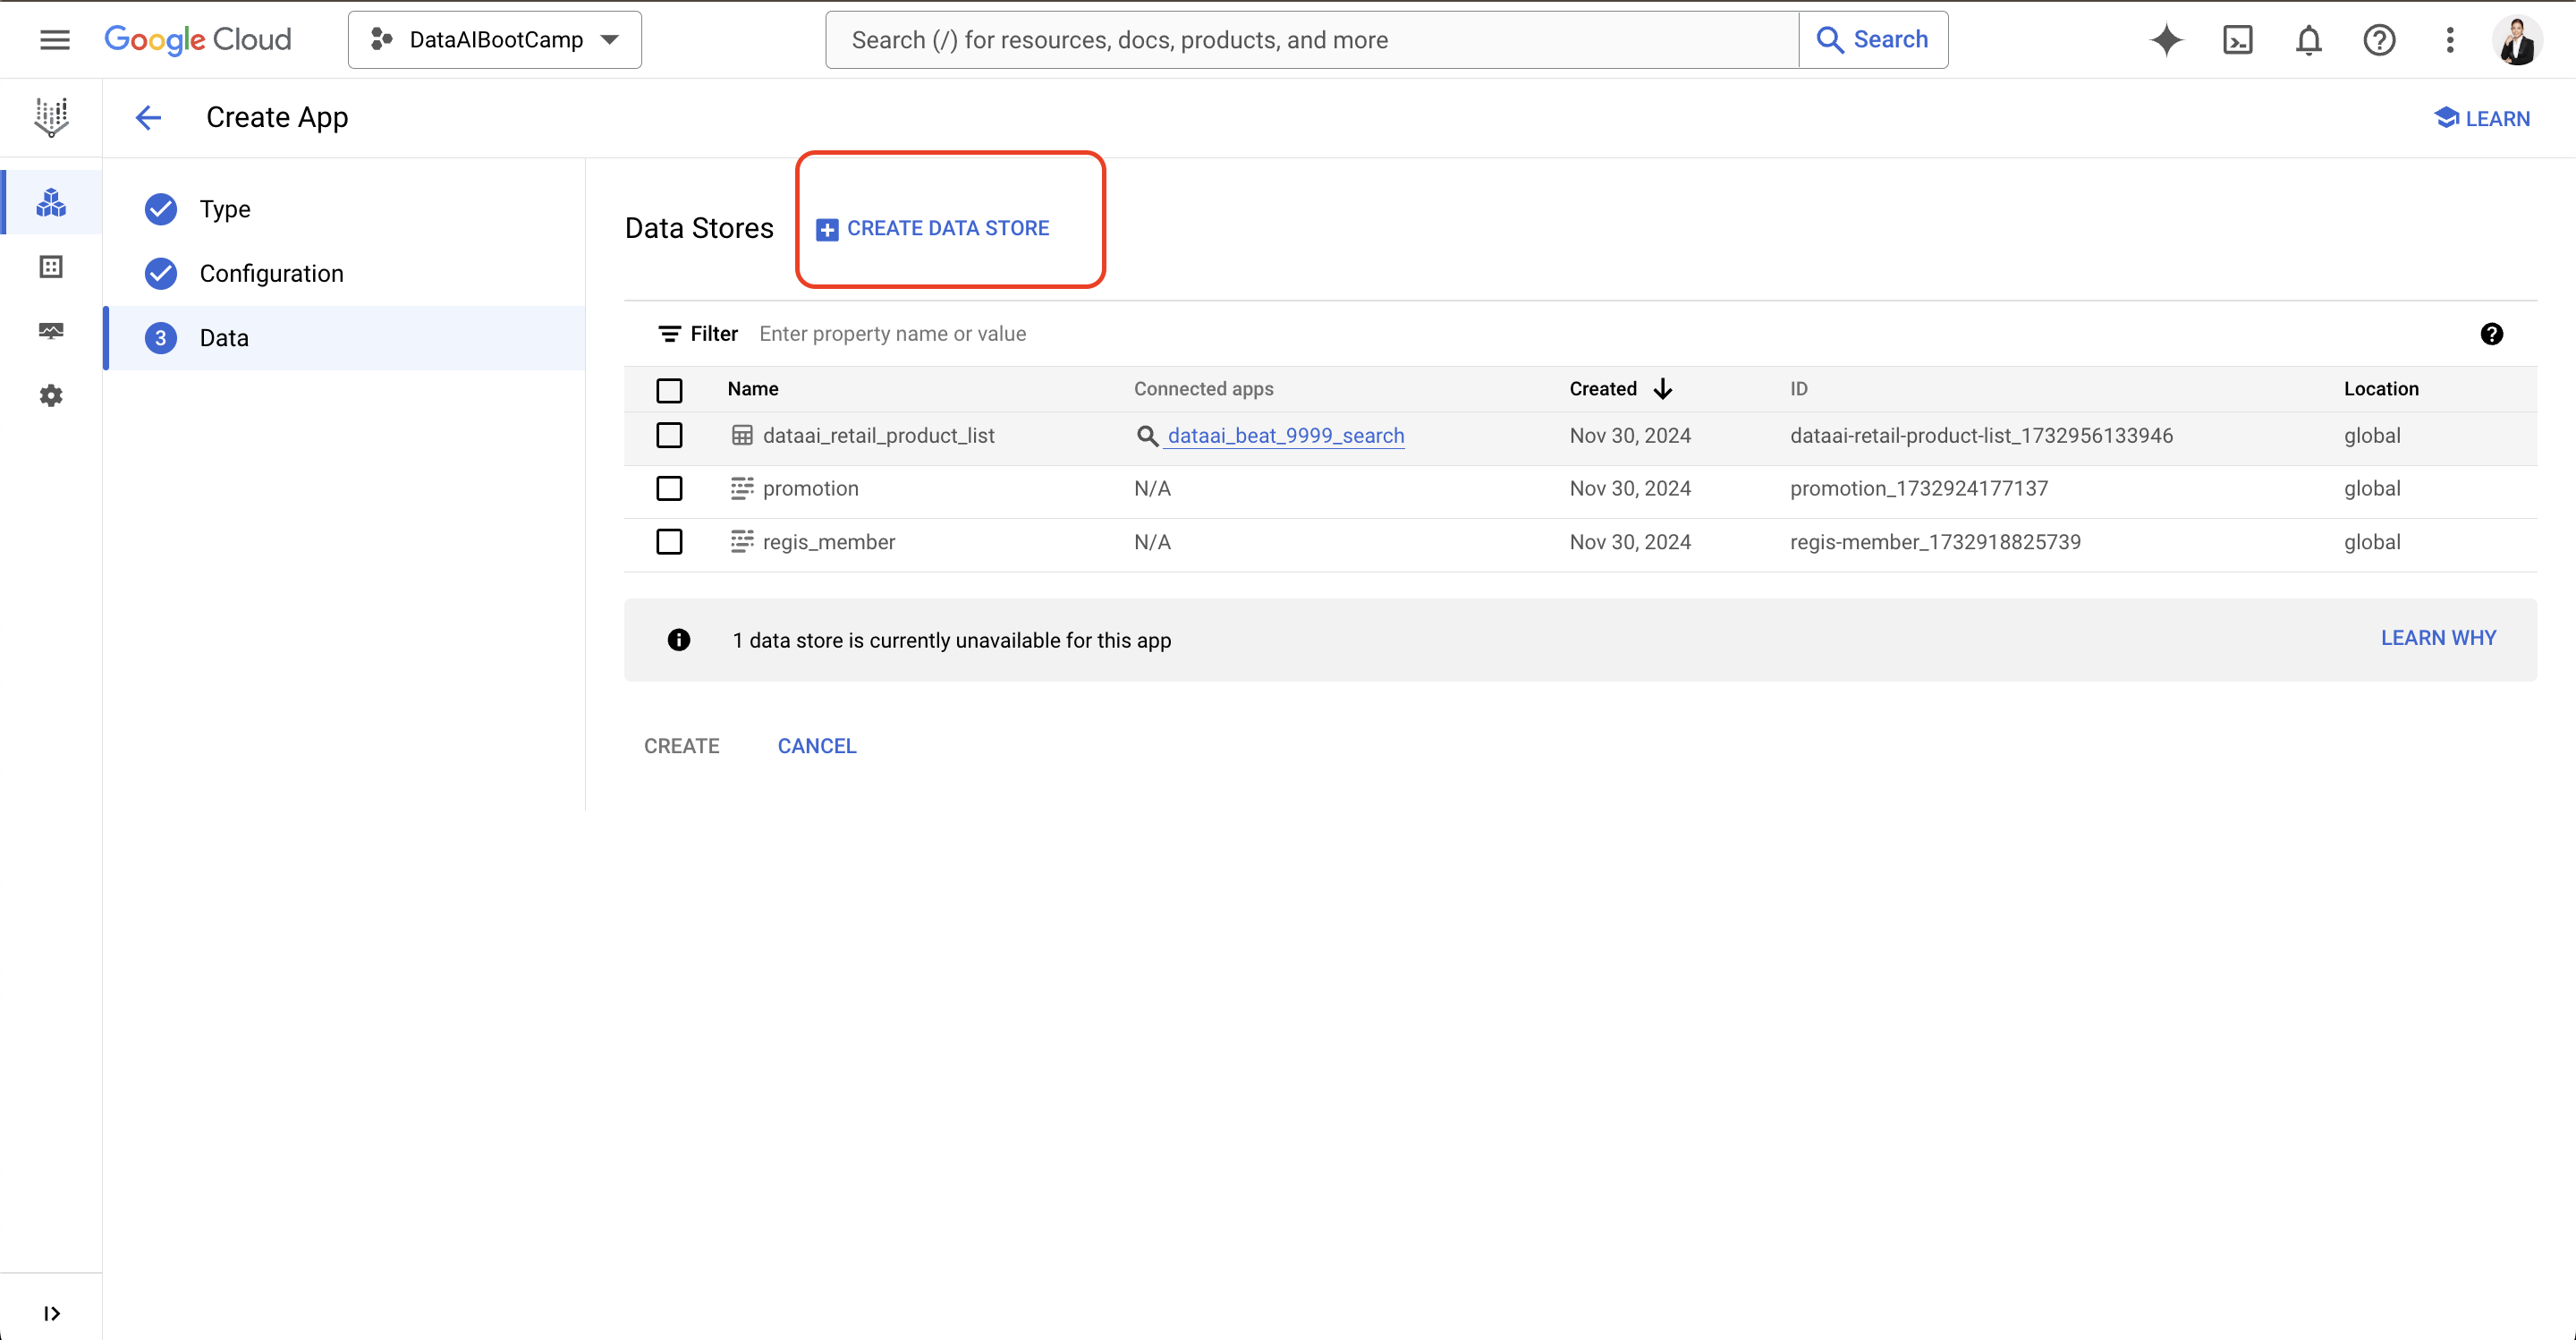 Google Cloud DataAIBootCamp Search (/) for resources, docs, products, and more Search
Create App LEARN
Type
Configuration
3 Data
Data Stores CREATE DATA STORE
Filter Enter property name or value
Name Connected apps Created ID Location
dataai_retail_product_list dataai_beat_9999_search Nov 30, 2024 dataai-retail-product-list_1732956133946 global
promotion N/A Nov 30, 2024 promotion_1732924177137 global
regis_member N/A Nov 30, 2024 regis-member_1732918825739 global
1 data store is currently unavailable for this app LEARN WHY
CREATE CANCEL